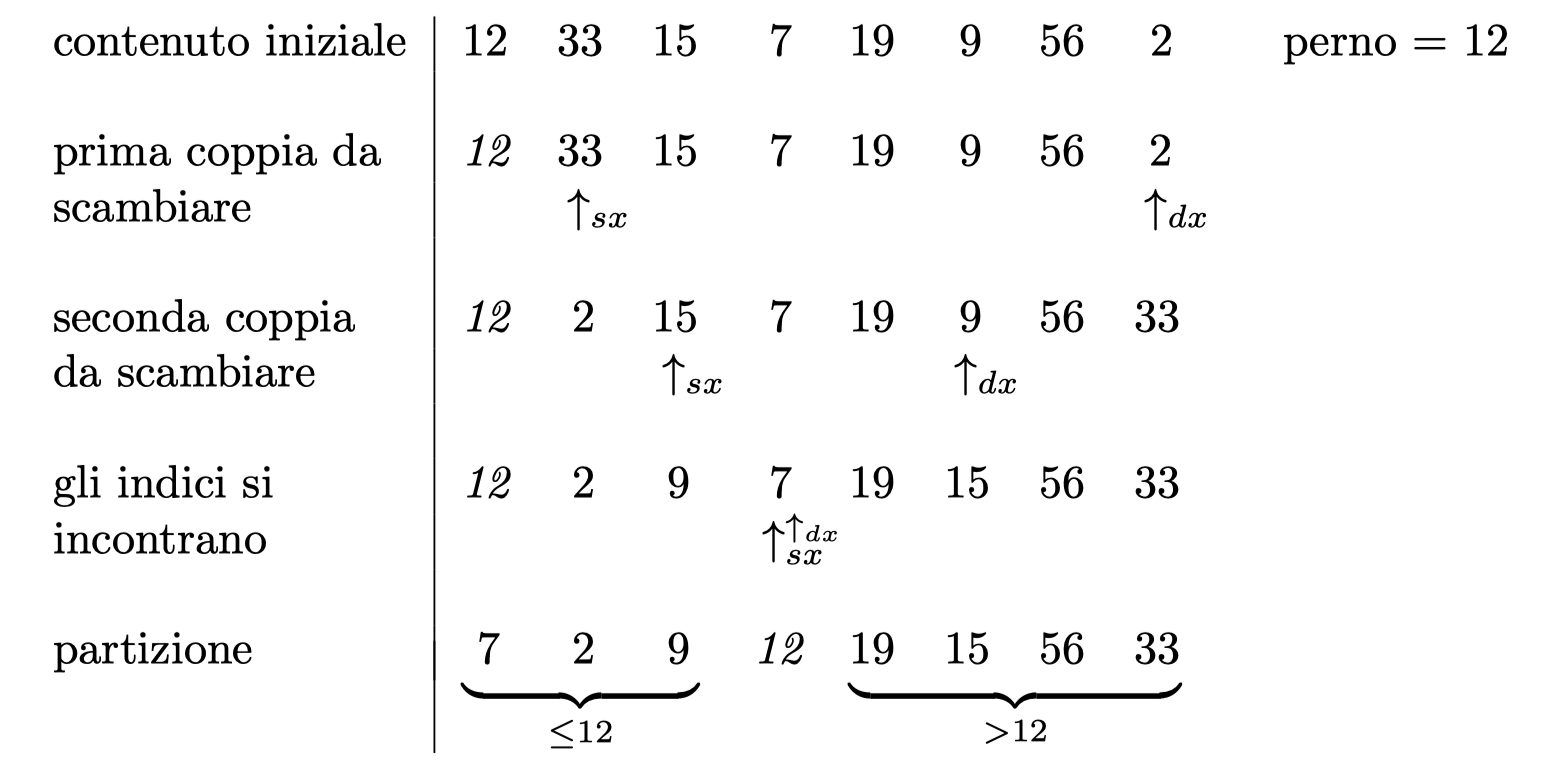 contenuto iniziale 12 33 15 7 19 9 56 2 perno = 12
prima coppia da 12 33 15 7 19 9 56 2
scambiare ↑sx ↑dx
seconda coppia 12 2 15 7 19 9 56 33
da scambiare ↑sx ↑dx
gli indici si 12 2 9 7 19 15 56 33
incontrano ↑sx ↑dx
partizione 7 2 9 12 19 15 56 33
≤12 >12